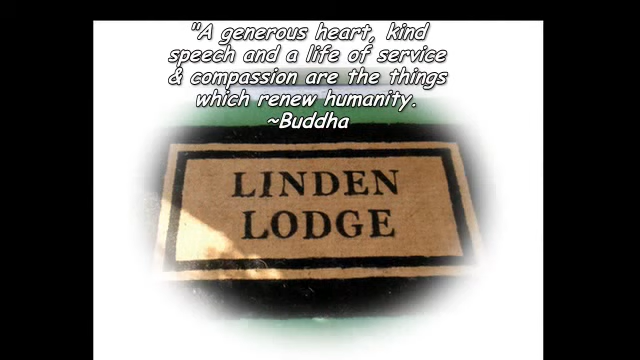 "A generous heart, kind
speech and a life of service
& compassion are the things
which renew humanity.
~Buddha
LINDEN
LODGE